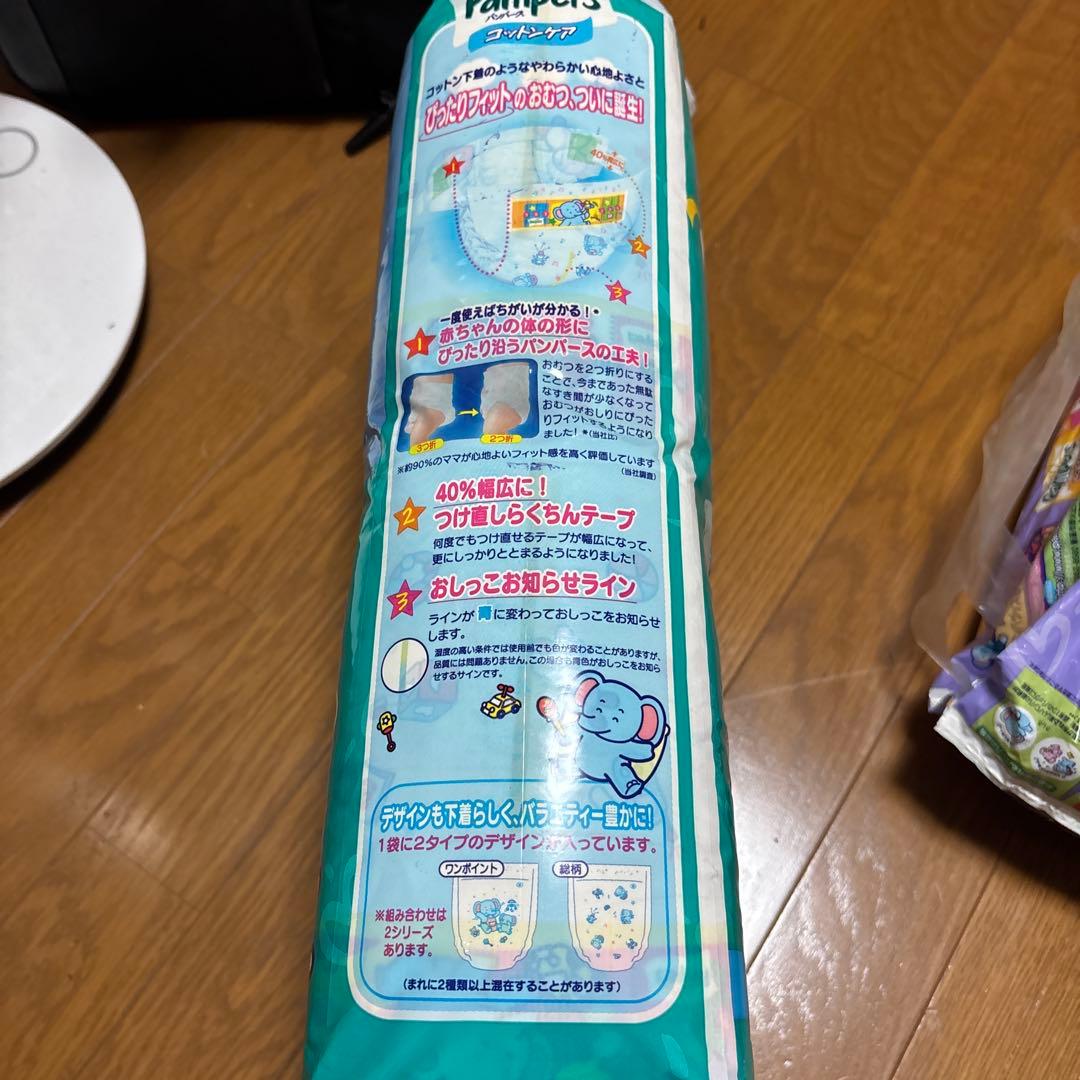 Pampers
パンパース
コットンケア
コットン下着のようなやわらかい心地よさと
ぴったりフィットのおむつ、ついに誕生!
1
40%幅広に
2
3
一度使えばちがいが分かる!*
1 赤ちゃんの体の形に
ぴったり沿うパンパースの工夫!
おむつを2つ折りにする
ことで、今まであった無駄
なすき間が少なくなって
おむつがおしりにぴった
りフィットするようになり
ました! *(当社比)
3つ折
2つ折
※約90%のママが心地よいフィット感を高く評価しています
(当社調査)
2 40%幅広に!
つけ直しらくちんテープ
何度でもつけ直せるテープが幅広になって、
更にしっかりととまるようになりました!
3 おしっこお知らせライン
ラインが青に変わっておしっこをお知らせ
します。
湿度の高い条件では使用前でも色が変わることがありますが、
品質には問題ありません。この場合も青色がおしっこをお知ら
せするサインです。
デザインも下着らしく、バラエティー豊かに!
1袋に2タイプのデザインが入っています。
ワンポイント
総柄
※組み合わせは
2シリーズ
あります。
(まれに2種類以上混在することがあります)